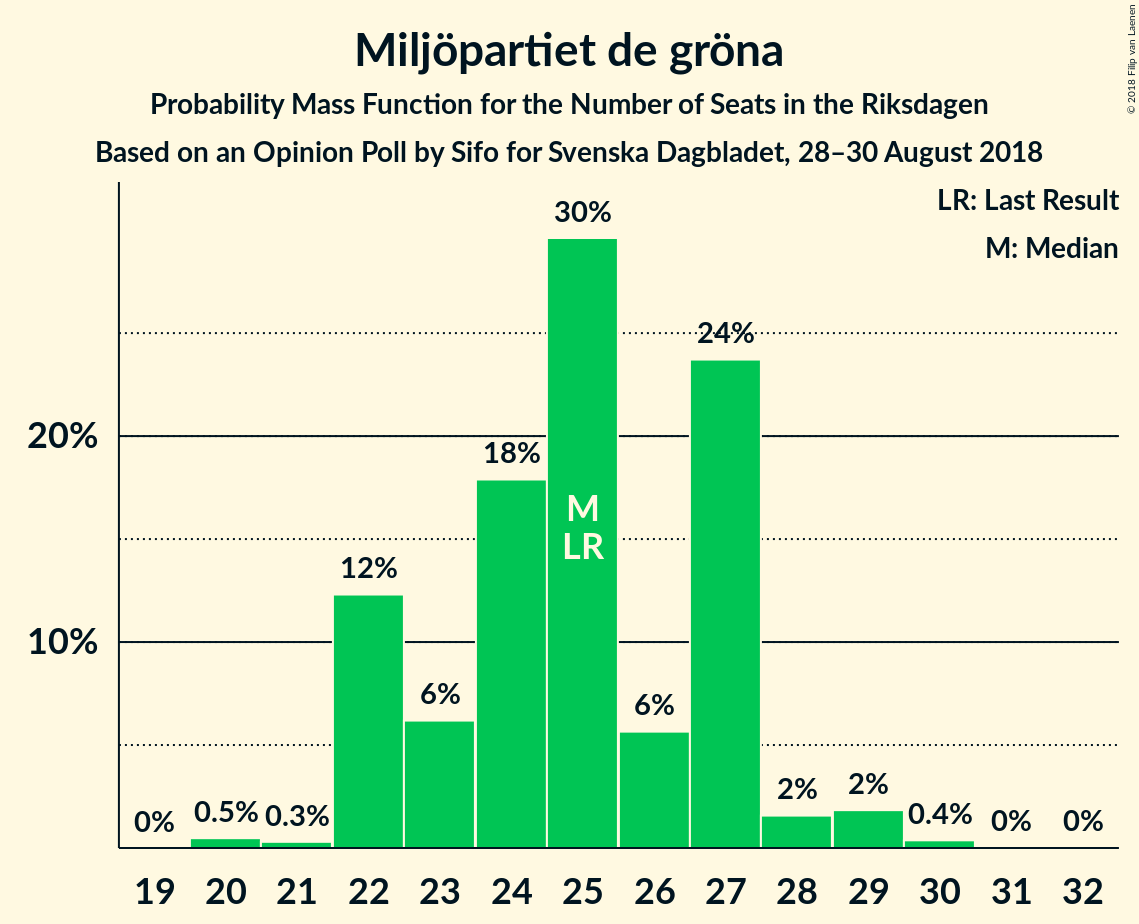 Miljöpartiet de gröna
Probability Mass Function for the Number of Seats in the Riksdagen
Based on an Opinion Poll by Sifo for Svenska Dagbladet, 28–30 August 2018
© 2018 Filip van Laenen
LR: Last Result
M: Median
30%
24%
20%
18%
M
LR
12%
10%
6%
6%
0%
0.5%
0.3%
2%
2%
0.4%
0%
0%
19 20 21 22 23 24 25 26 27 28 29 30 31 32